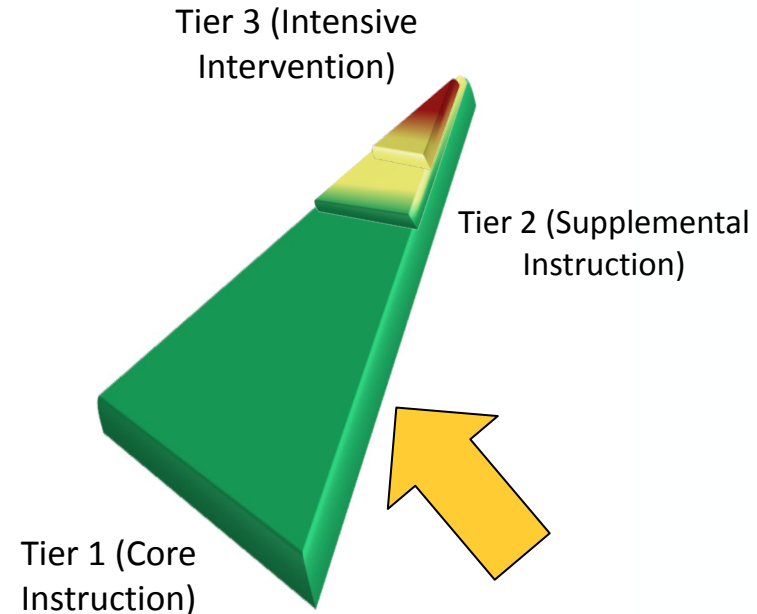 Tier 3 (Intensive
Intervention)
Tier 2 (Supplemental
Instruction)
Tier 1 (Core
Instruction)